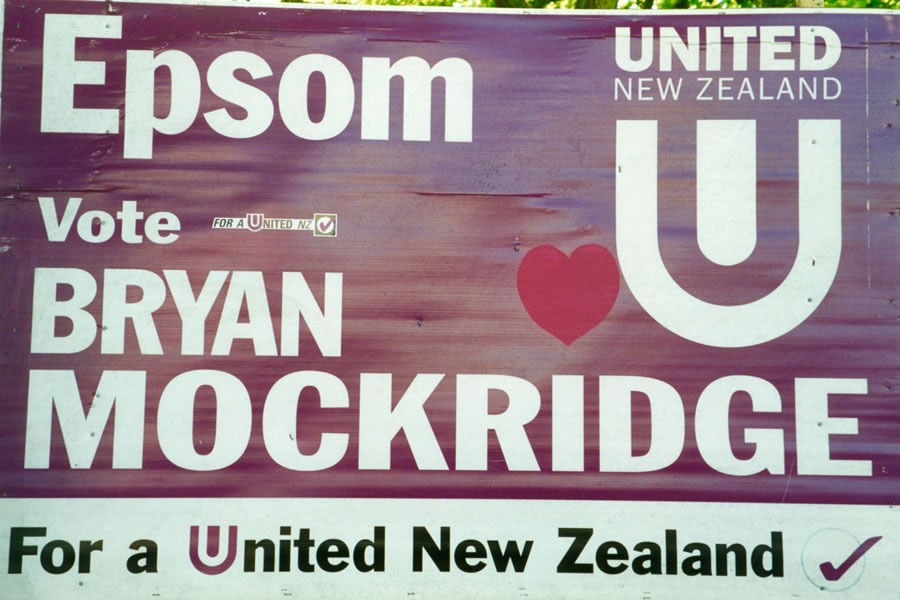 Epsom
UNITED
NEW ZEALAND
U
Vote
FOR A UNITED NZ
BRYAN
MOCKRIDGE
For a United New Zealand